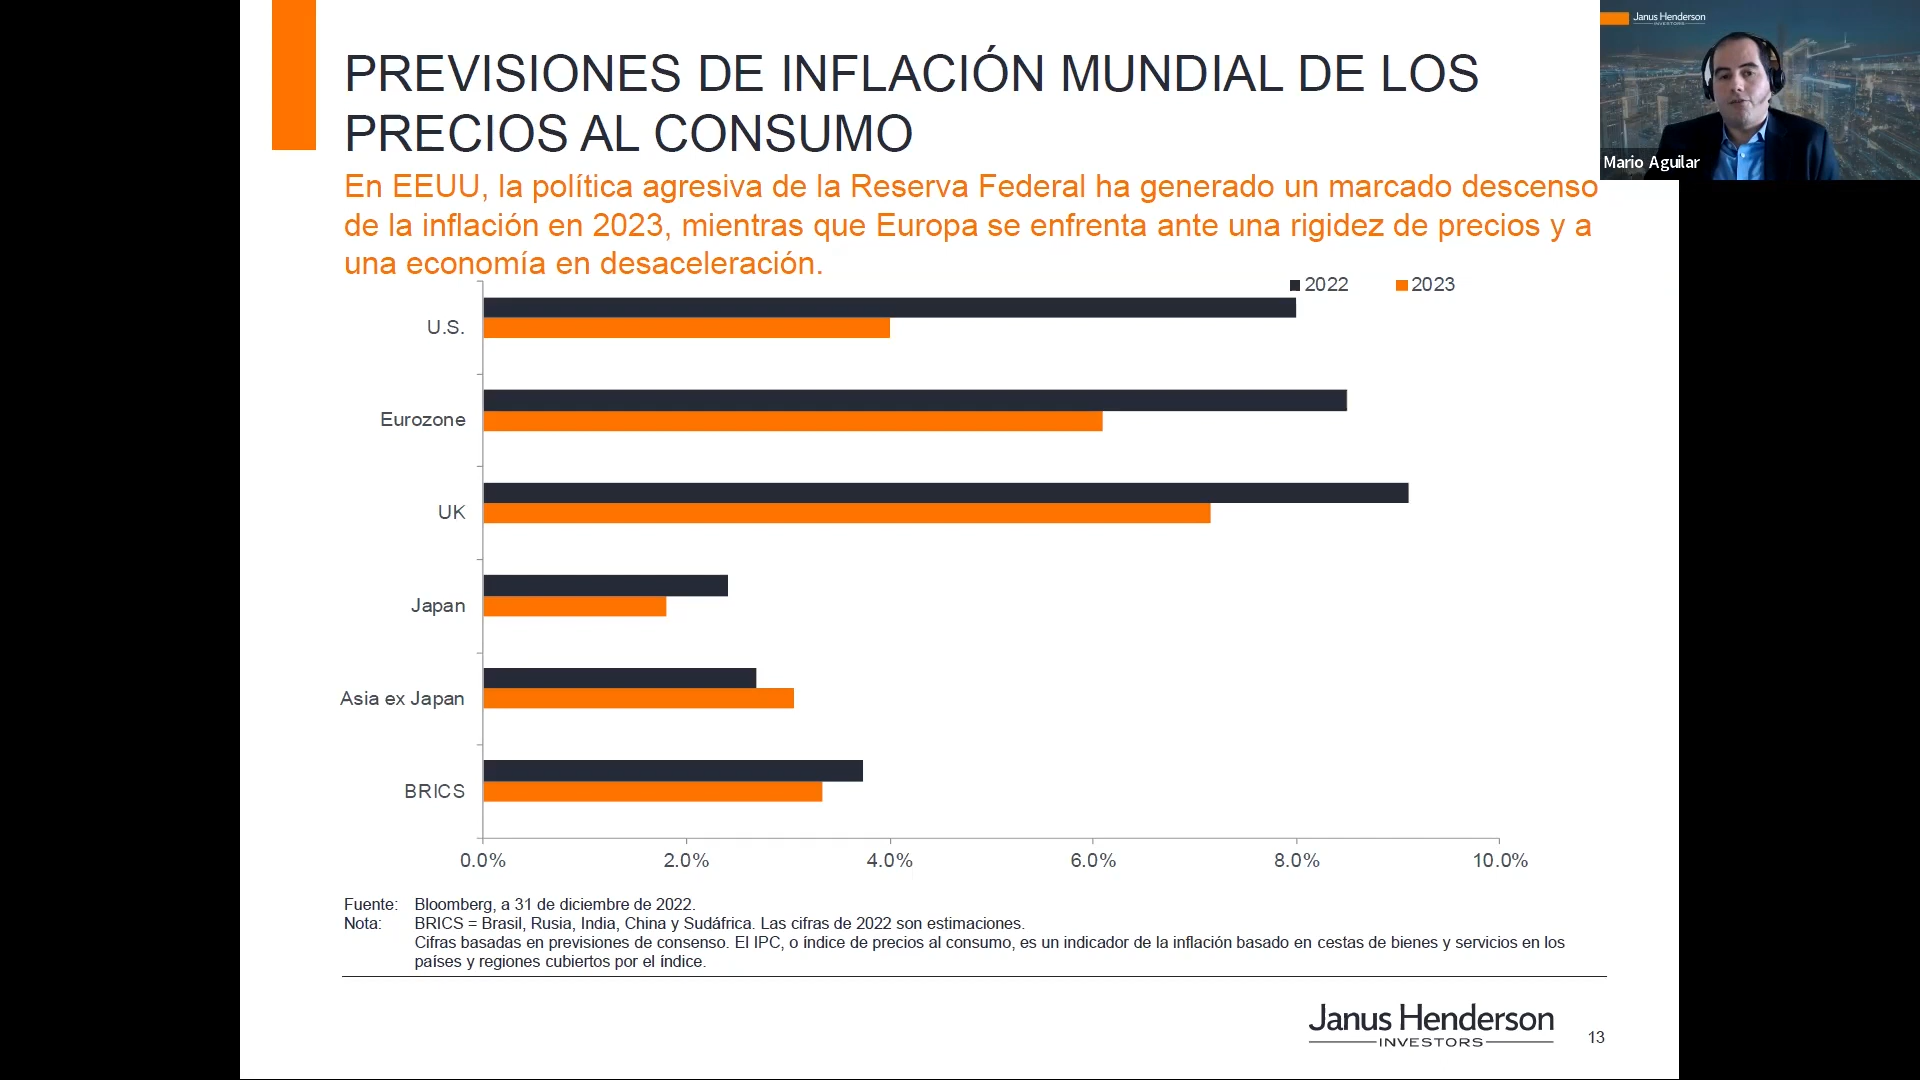 PREVISIONES DE INFLACIÓN MUNDIAL DE LOS
PRECIOS AL CONSUMO
En EEUU, la política agresiva de la Reserva Federal ha generado un marcado descenso
de la inflación en 2023, mientras que Europa se enfrenta ante una rigidez de precios y a
una economía en desaceleración.
Janus Henderson
INVESTORS
Mario Aguilar
2022 2023
U.S.
Eurozone
UK
Japan
Asia ex Japan
BRICS
0.0% 2.0% 4.0% 6.0% 8.0% 10.0%
Fuente: Bloomberg, a 31 de diciembre de 2022.
Nota: BRICS = Brasil, Rusia, India, China y Sudáfrica. Las cifras de 2022 son estimaciones.
Cifras basadas en previsiones de consenso. El IPC, o índice de precios al consumo, es un indicador de la inflación basado en cestas de bienes y servicios en los
países y regiones cubiertos por el índice.
Janus Henderson
INVESTORS
13